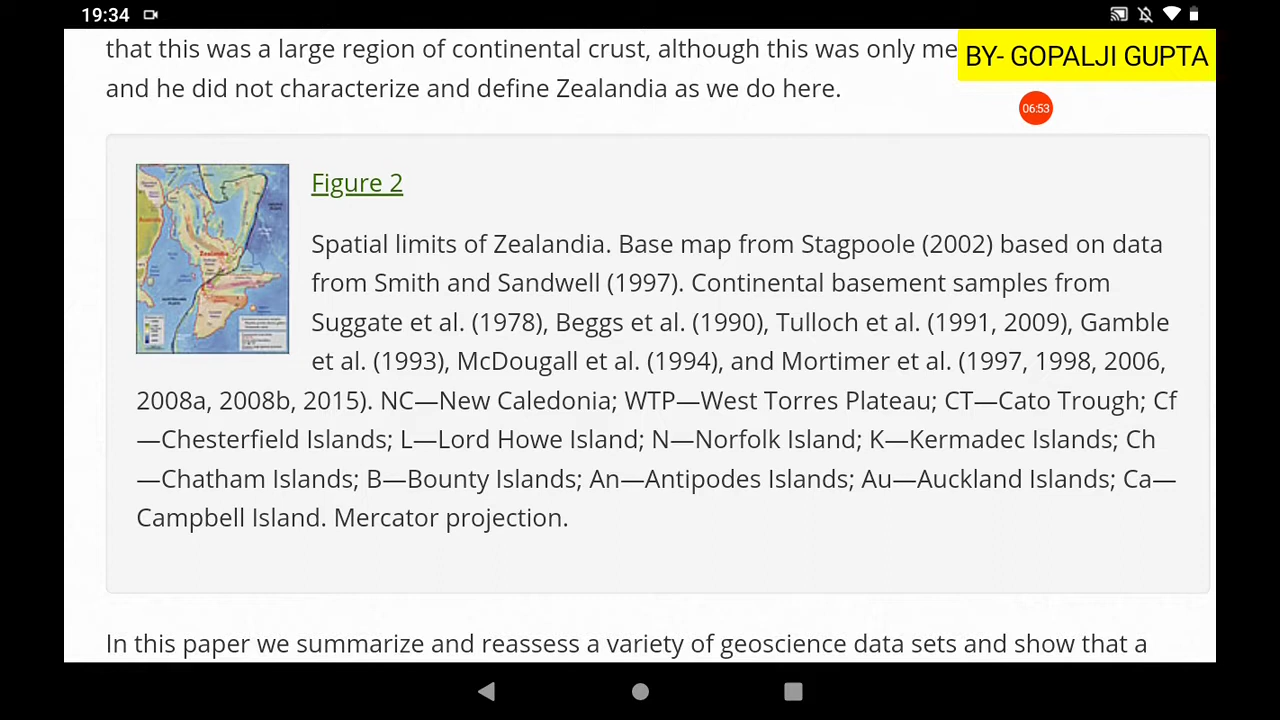 19:34
that this was a large region of continental crust, although this was only me
BY- GOPALJI GUPTA
and he did not characterize and define Zealandia as we do here.
06:53
Figure 2
Spatial limits of Zealandia. Base map from Stagpoole (2002) based on data
from Smith and Sandwell (1997). Continental basement samples from
Suggate et al. (1978), Beggs et al. (1990), Tulloch et al. (1991, 2009), Gamble
et al. (1993), McDougall et al. (1994), and Mortimer et al. (1997, 1998, 2006,
2008a, 2008b, 2015). NC—New Caledonia; WTP—West Torres Plateau; CT—Cato Trough; Cf
—Chesterfield Islands; L—Lord Howe Island; N—Norfolk Island; K—Kermadec Islands; Ch
—Chatham Islands; B—Bounty Islands; An—Antipodes Islands; Au—Auckland Islands; Ca—
Campbell Island. Mercator projection.
In this paper we summarize and reassess a variety of geoscience data sets and show that a